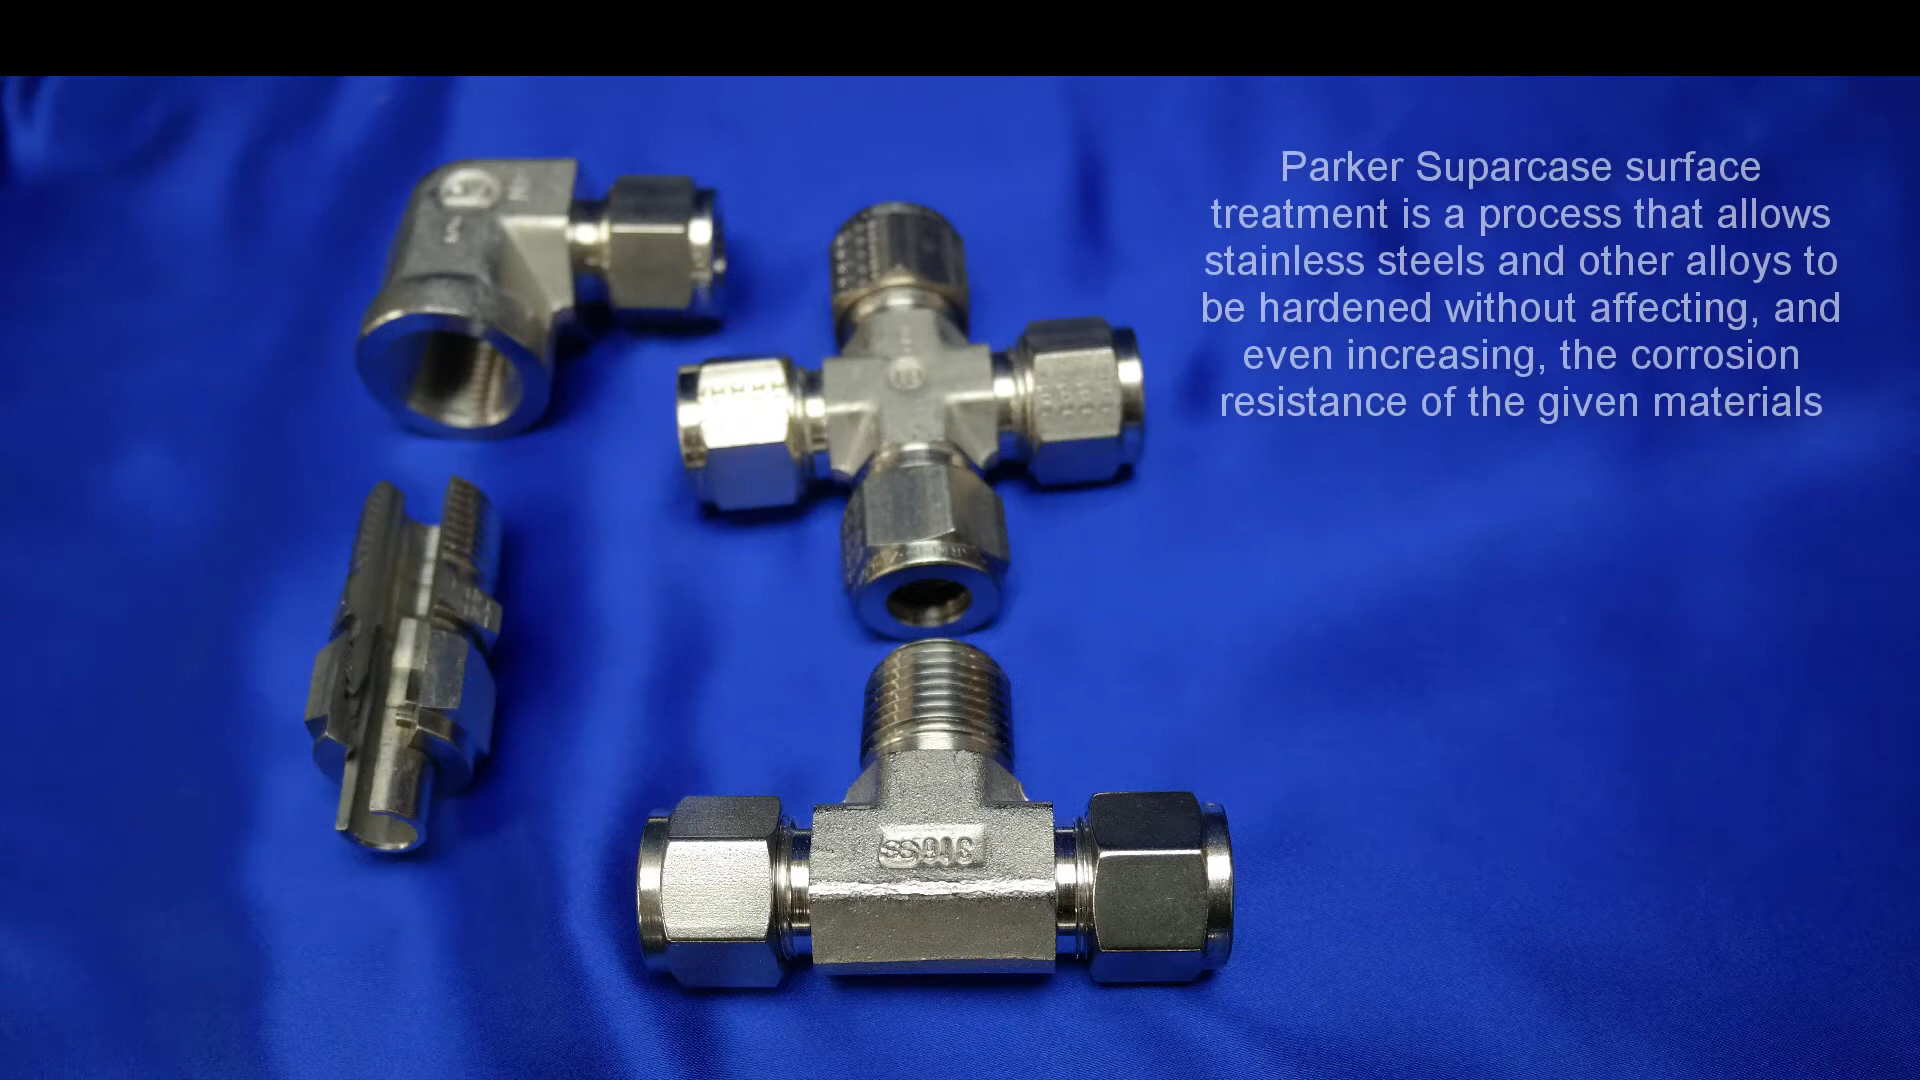 Parker Suparcase surface
treatment is a process that allows
stainless steels and other alloys to
be hardened without affecting, and
even increasing, the corrosion
resistance of the given materials
316SS